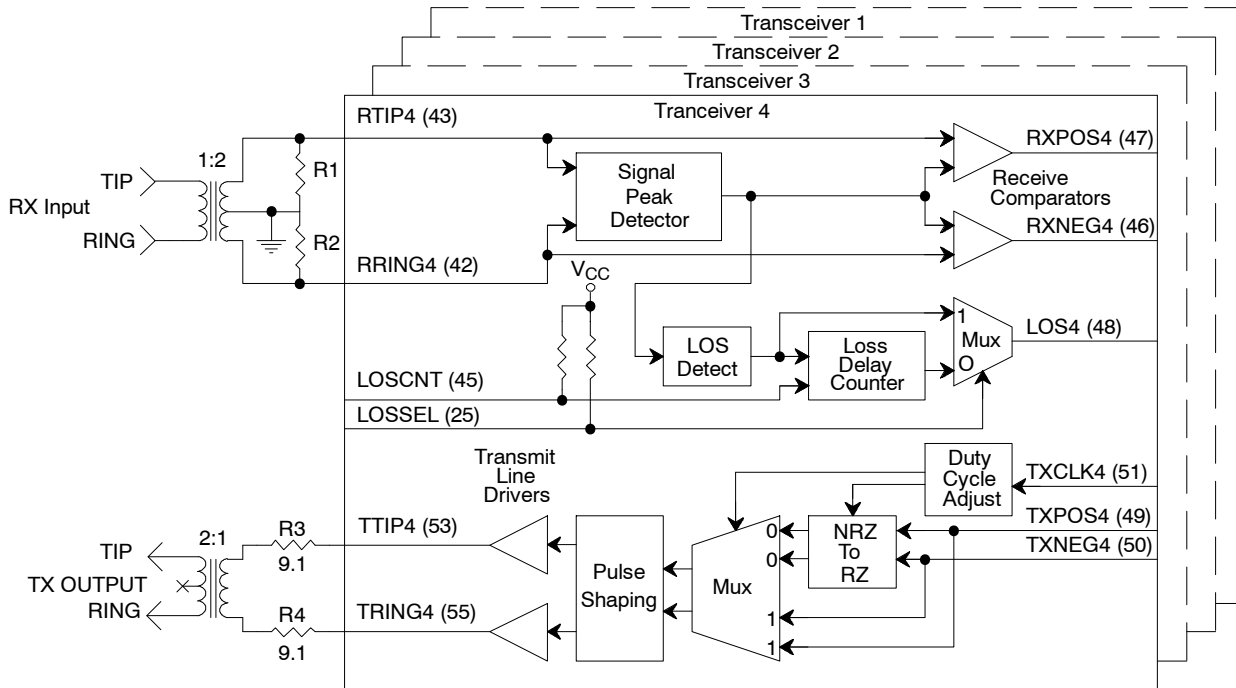 Transceiver 1
Transceiver 2
Transceiver 3
Tranceiver 4
RTIP4 (43)
RXPOS4 (47)
1:2
R1
TIP
RX Input
RING
R2
Signal
Peak
Detector
Receive
Comparators
RXNEG4 (46)
RRING4 (42)
VCC
1
Mux
O
LOS4 (48)
LOS
Detect
Loss
Delay
Counter
LOSCNT (45)
LOSSEL (25)
Transmit
Line
Drivers
Duty
Cycle
Adjust
TXCLK4 (51)
TXPOS4 (49)
TXNEG4 (50)
2:1
R3
9.1
TTIP4 (53)
TIP
TX OUTPUT
RING
R4
9.1
TRING4 (55)
Pulse
Shaping
Mux
0
0
1
1
NRZ
To
RZ